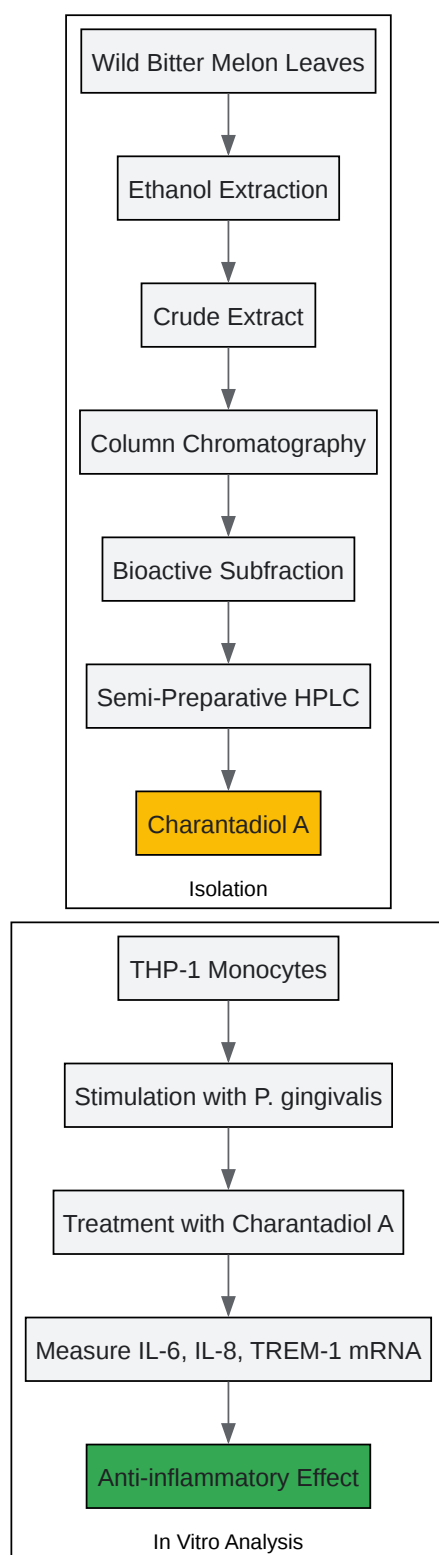 Wild Bitter Melon Leaves
Ethanol Extraction
Crude Extract
Column Chromatography
Bioactive Subfraction
Semi-Preparative HPLC
Charantadiol A
Isolation
THP-1 Monocytes
Stimulation with P. gingivalis
Treatment with Charantadiol A
Measure IL-6, IL-8, TREM-1 mRNA
Anti-inflammatory Effect
In Vitro Analysis